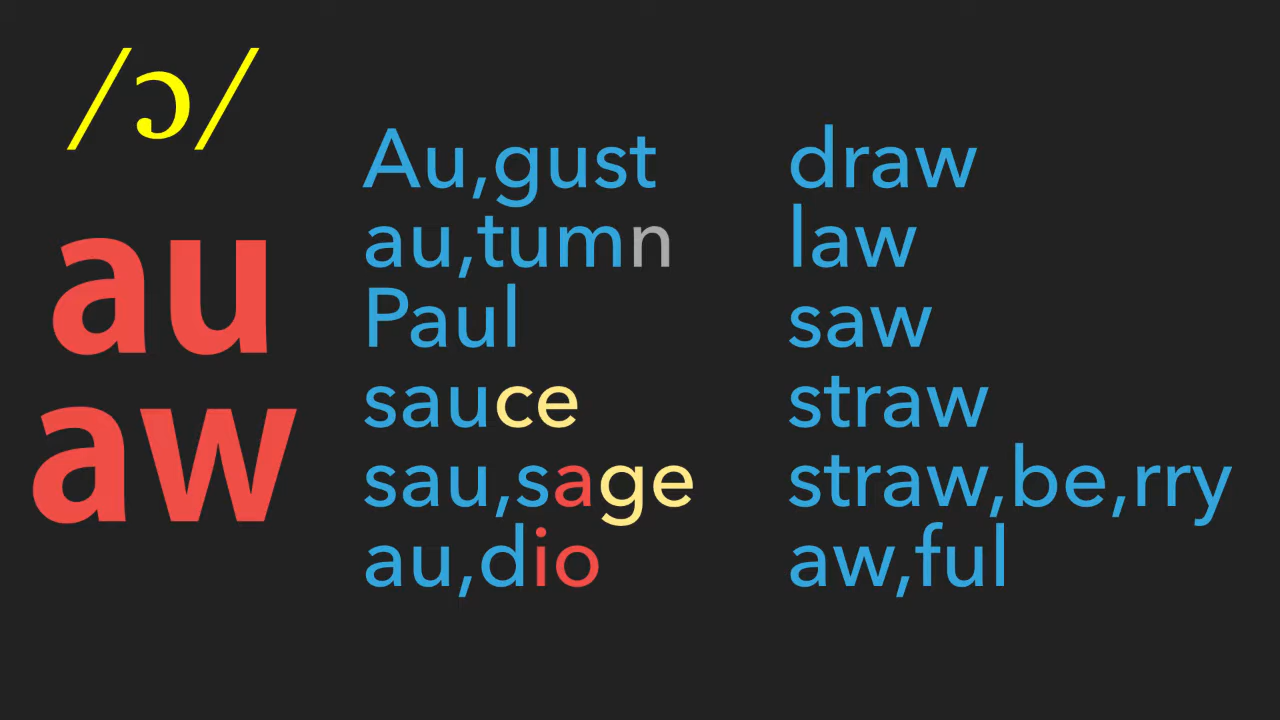 /ɔ/
au
aw
Au,gust
au,tumn
Paul
sauce
sau,sage
au,dio
draw
law
saw
straw
straw,be,rry
aw,ful